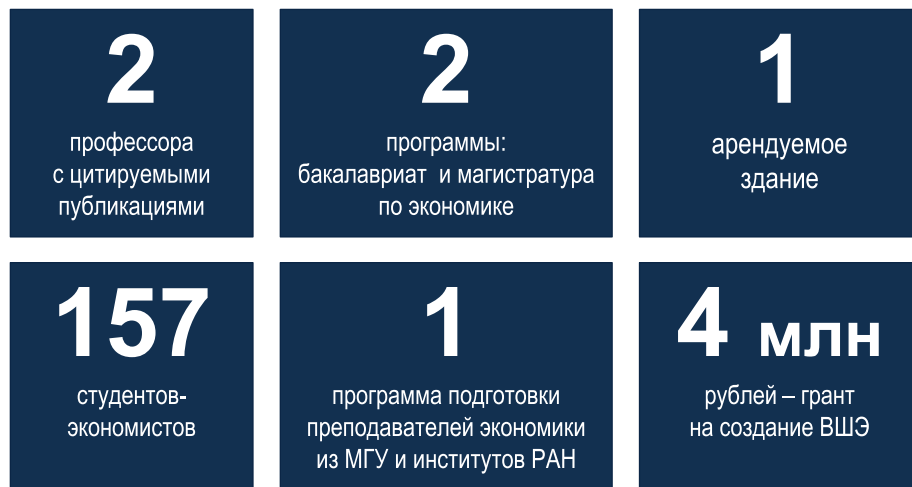 2
профессора
с цитируемыми
публикациями
2
программы:
бакалавриат и магистратура
по экономике
1
арендуемое
здание
157
студентов-
экономистов
1
программа подготовки
преподавателей экономики
из МГУ и институтов РАН
4 млн
рублей – грант
на создание ВШЭ